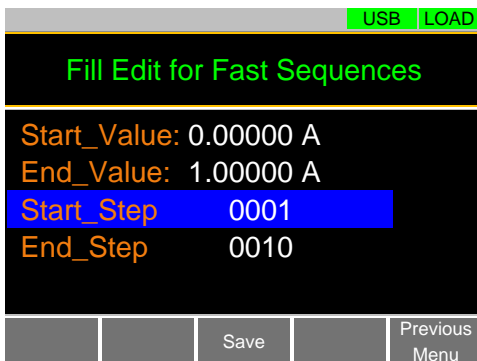 USB LOAD
Fill Edit for Fast Sequences
Start_Value: 0.00000 A
End_Value: 1.00000 A
Start_Step 0001
End_Step 0010
Save
Previous
Menu